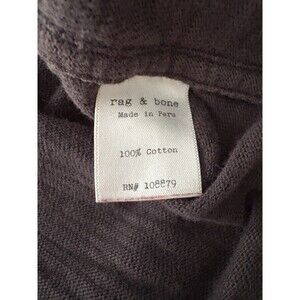 rag & bone
Made in Peru
100% Cotton
RN# 108879